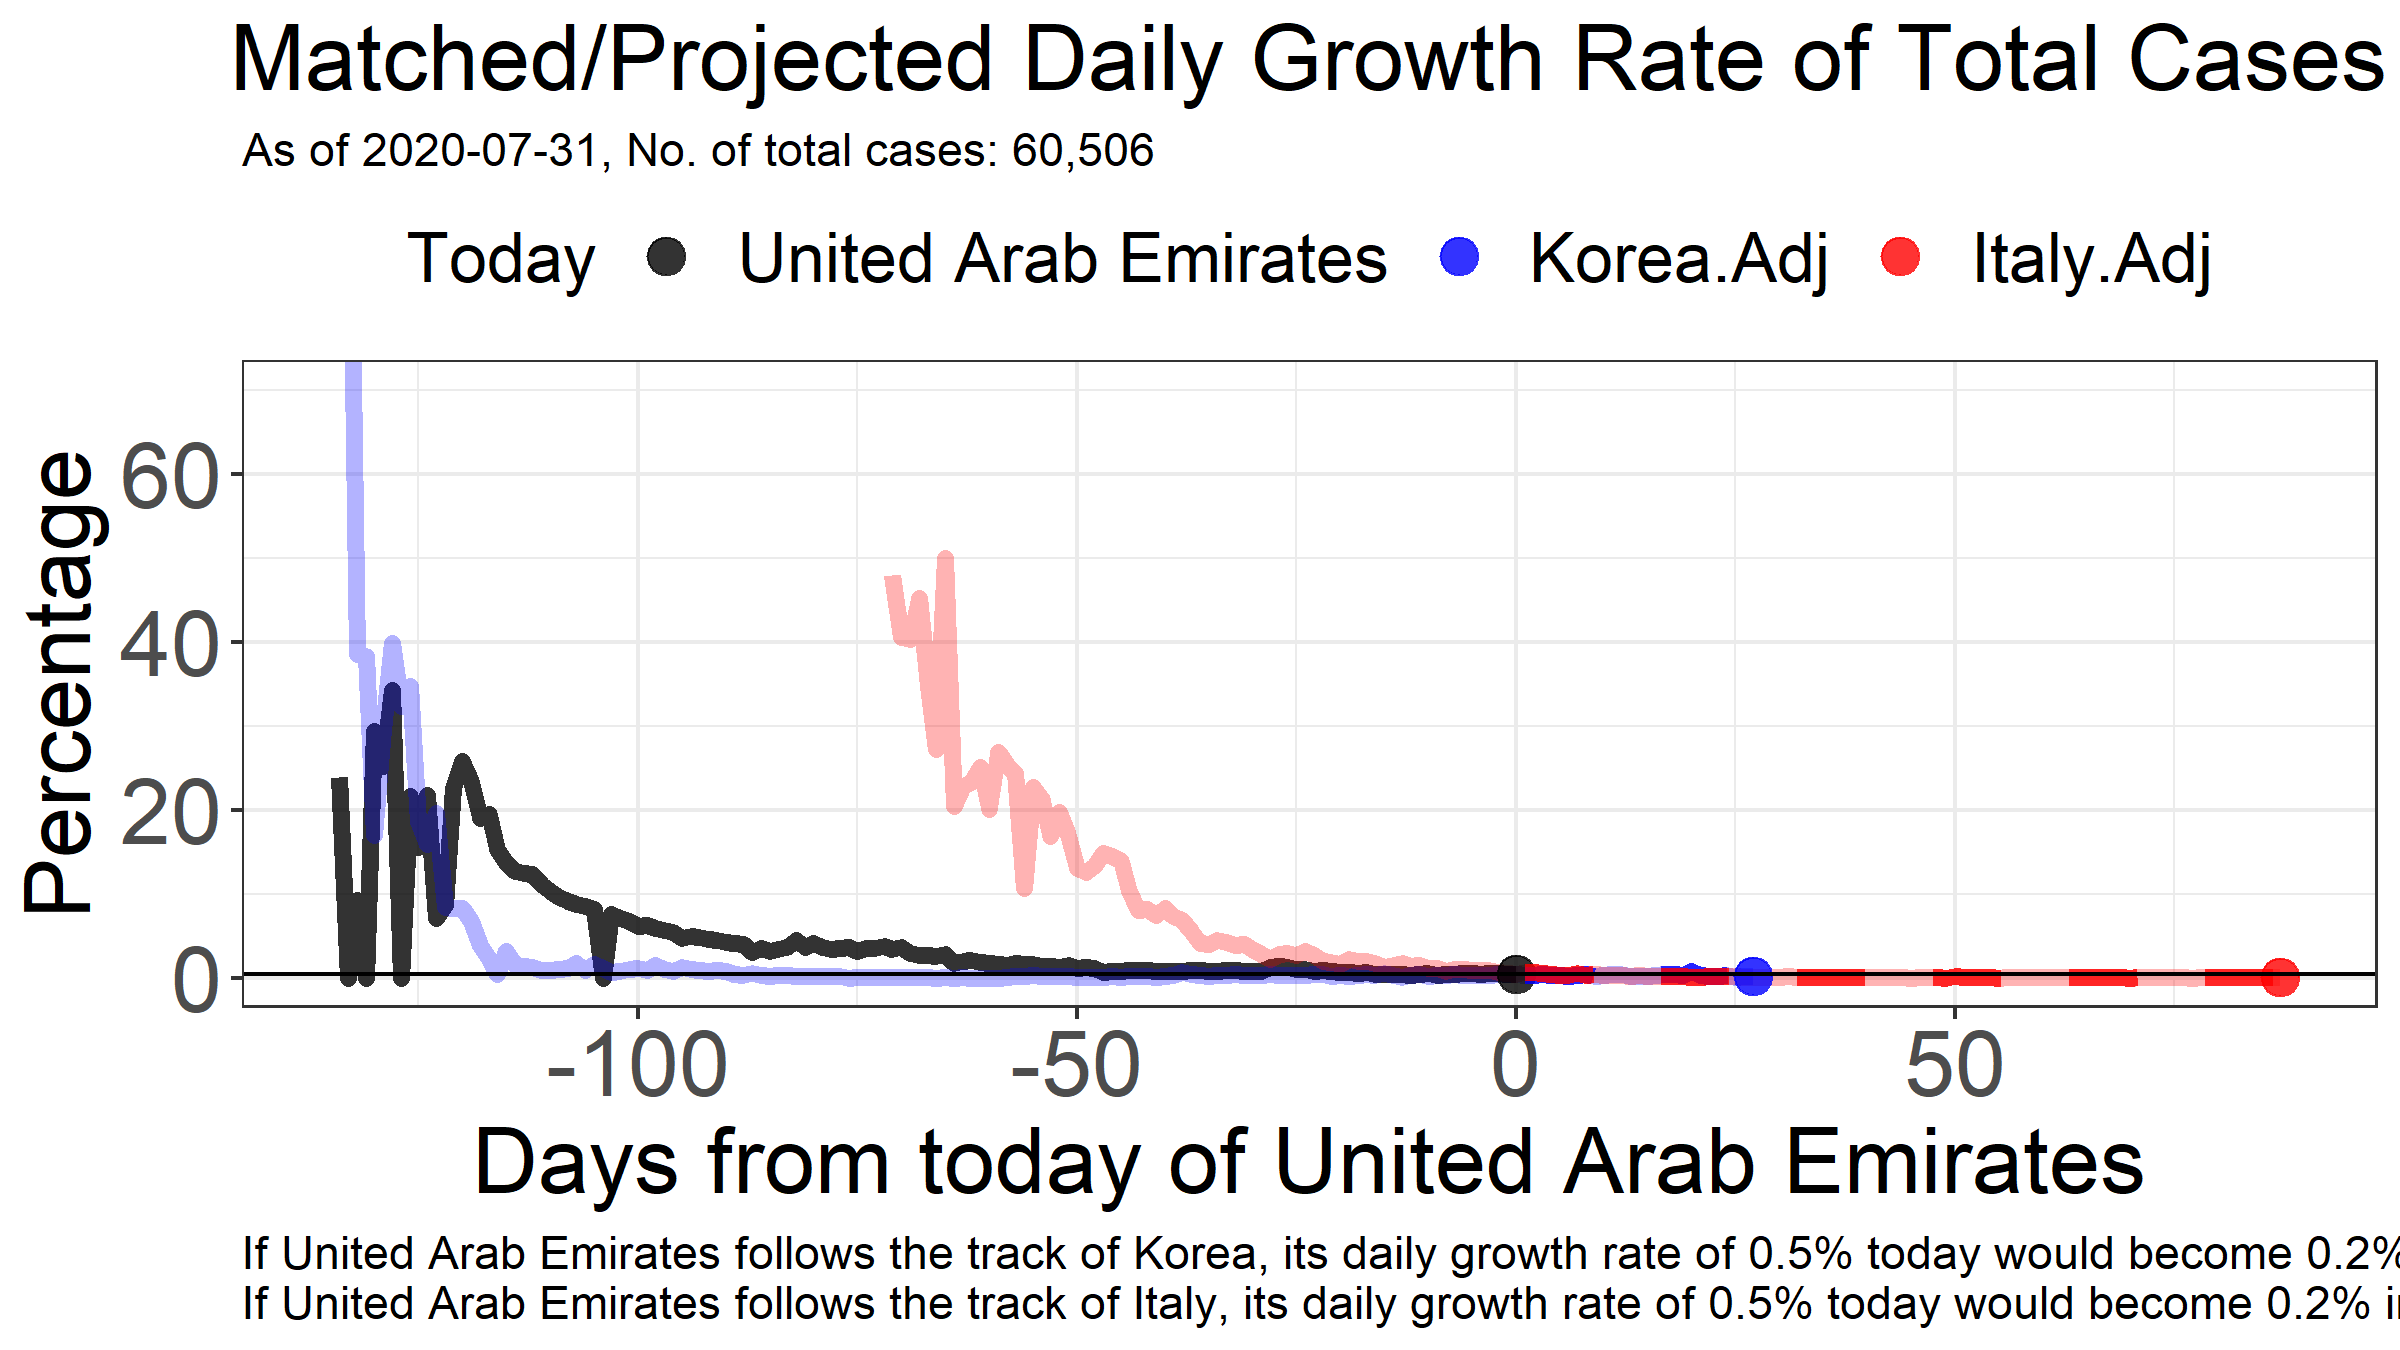 Matched/Projected Daily Growth Rate of Total Cases
As of 2020-07-31, No. of total cases: 60,506
Today United Arab Emirates Korea.Adj Italy.Adj
Percentage
60
40
20
0
-100 -50 0 50
Days from today of United Arab Emirates
If United Arab Emirates follows the track of Korea, its daily growth rate of 0.5% today would become 0.2%
If United Arab Emirates follows the track of Italy, its daily growth rate of 0.5% today would become 0.2%